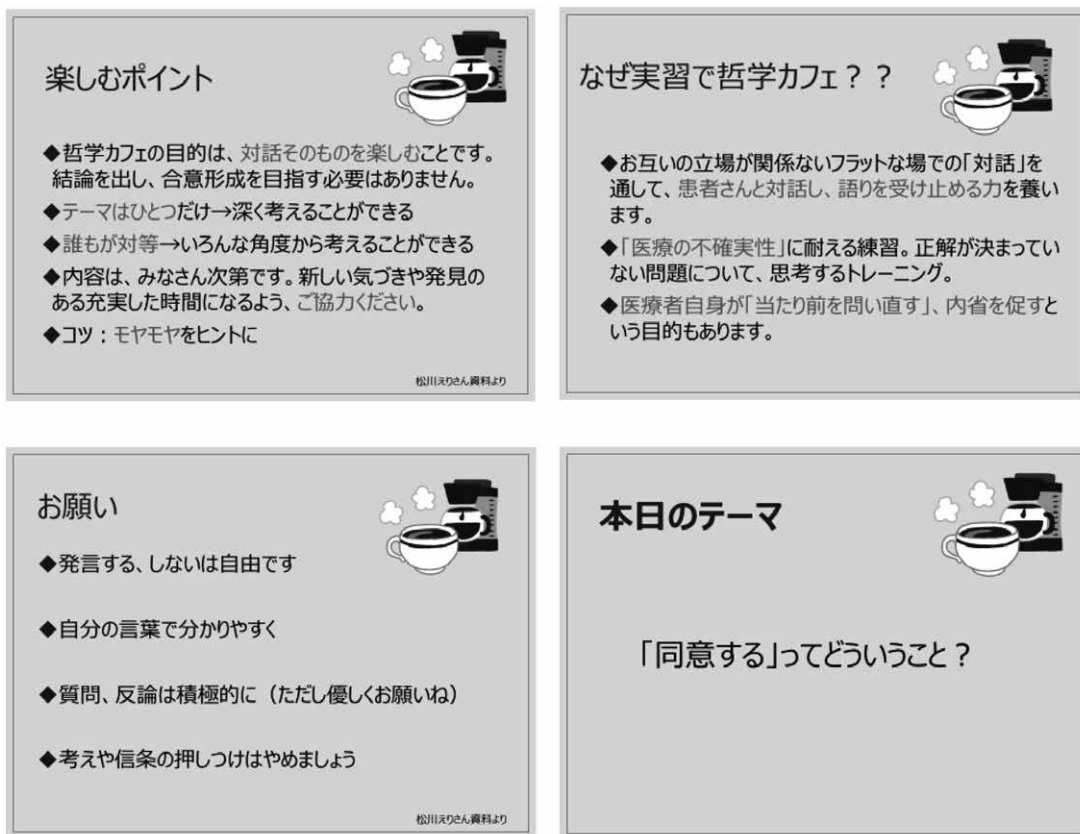 楽しむポイント
◆哲学カフェの目的は、対話そのものを楽しむことです。
結論を出し、合意形成を目指す必要はありません。
◆テーマはひとつだけ→深く考えることができる
◆誰もが対等→いろんな角度から考えることができる
◆内容は、みなさん次第です。新しい気づきや発見の
ある充実した時間になるよう、ご協力ください。
◆コツ：モヤモヤをヒントに
松川えりさん資料より
なぜ実習で哲学カフェ？？
◆お互いの立場が関係ないフラットな場での「対話」を
通して、患者さんと対話し、語りを受け止める力を養い
ます。
◆「医療の不確実性」に耐える練習。正解が決まってい
ない問題について、思考するトレーニング。
◆医療者自身が「当たり前を問い直す」、内省を促すと
いう目的もあります。
お願い
◆発言する、しないは自由です
◆自分の言葉で分かりやすく
◆質問、反論は積極的に（ただし優しくお願いね）
◆考えや信条の押しつけはやめましょう
松川えりさん資料より
本日のテーマ
「同意する」ってどういうこと？